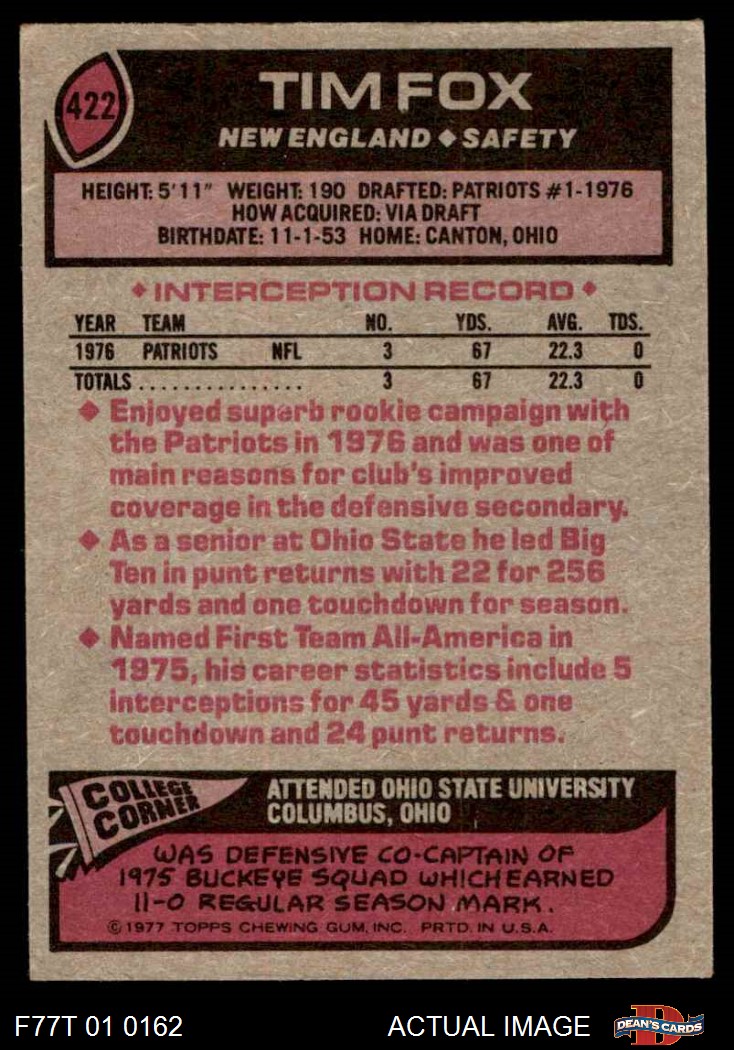 422
TIM FOX
NEW ENGLAND ◆ SAFETY
HEIGHT: 5'11" WEIGHT: 190 DRAFTED: PATRIOTS #1-1976
HOW ACQUIRED: VIA DRAFT
BIRTHDATE: 11-1-53 HOME: CANTON, OHIO
◆ INTERCEPTION RECORD ◆
YEAR TEAM NO. YDS. AVG. TDS.
1976 PATRIOTS NFL 3 67 22.3 0
TOTALS ............... 3 67 22.3 0
◆ Enjoyed superb rookie campaign with
the Patriots in 1976 and was one of
main reasons for club's improved
coverage in the defensive secondary.
◆ As a senior at Ohio State he led Big
Ten in punt returns with 22 for 256
yards and one touchdown for season.
◆ Named First Team All-America in
1975, his career statistics include 5
interceptions for 45 yards & one
touchdown and 24 punt returns.
COLLEGE
CORNER
ATTENDED OHIO STATE UNIVERSITY
COLUMBUS, OHIO
WAS DEFENSIVE CO-CAPTAIN OF
1975 BUCKEYE SQUAD WHICH EARNED
11-0 REGULAR SEASON MARK.
© 1977 TOPPS CHEWING GUM, INC. PRTD. IN U.S.A.
F77T 01 0162 ACTUAL IMAGE
D
DEAN'S CARDS